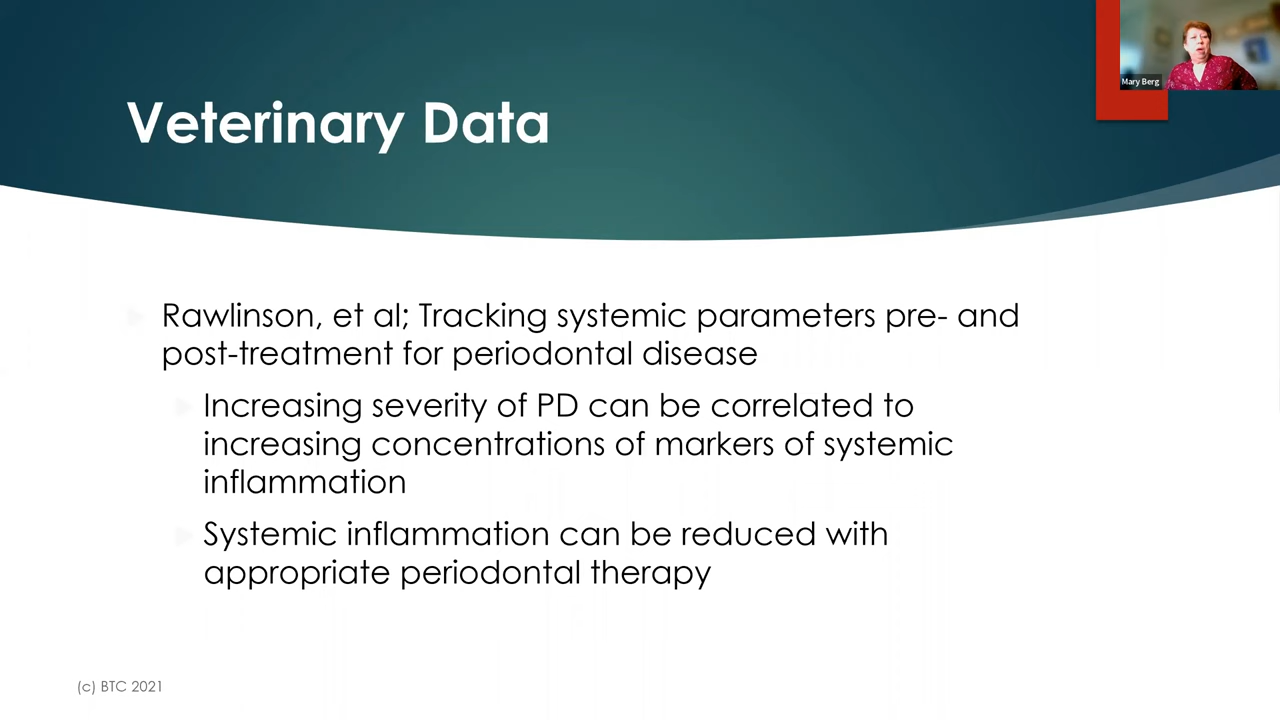 Mary Berg
Veterinary Data
Rawlinson, et al; Tracking systemic parameters pre- and
post-treatment for periodontal disease
Increasing severity of PD can be correlated to
increasing concentrations of markers of systemic
inflammation
Systemic inflammation can be reduced with
appropriate periodontal therapy
(c) BTC 2021